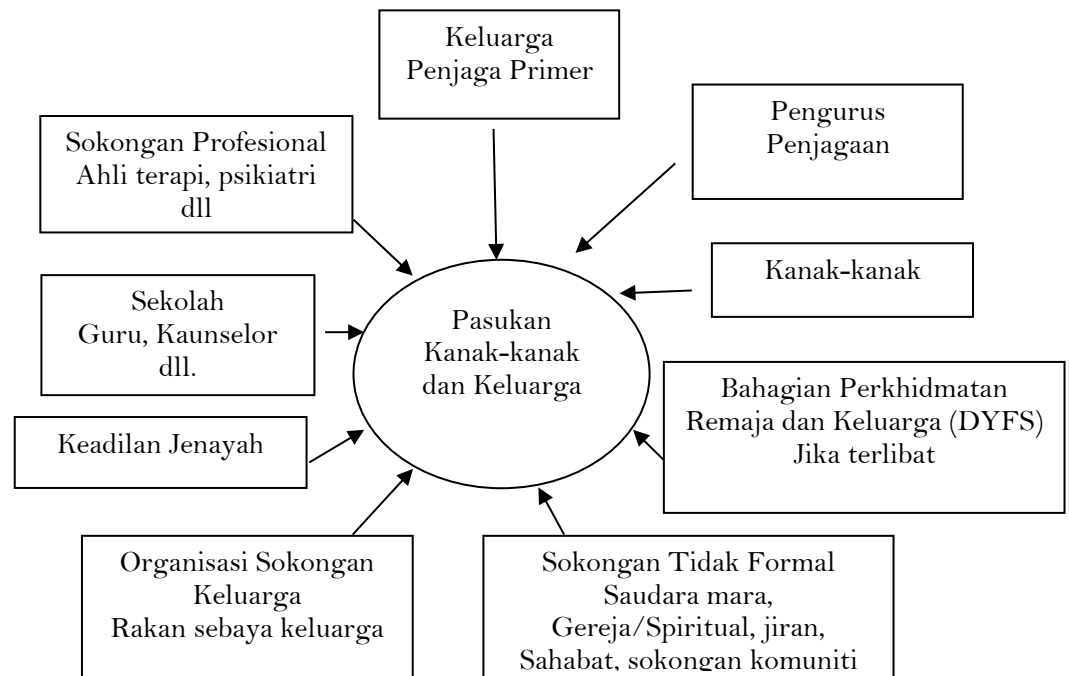 Keluarga
Penjaga Primer
Pengurus
Penjagaan
Sokongan Profesional
Ahli terapi, psikiatri
dll
Kanak-kanak
Sekolah
Guru, Kaunselor
dll.
Pasukan
Kanak-kanak
dan Keluarga
Bahagian Perkhidmatan
Remaja dan Keluarga (DYFS)
Jika terlibat
Keadilan Jenayah
Organisasi Sokongan
Keluarga
Rakan sebaya keluarga
Sokongan Tidak Formal
Saudara mara,
Gereja/Spiritual, jiran,
Sahabat, sokongan komuniti